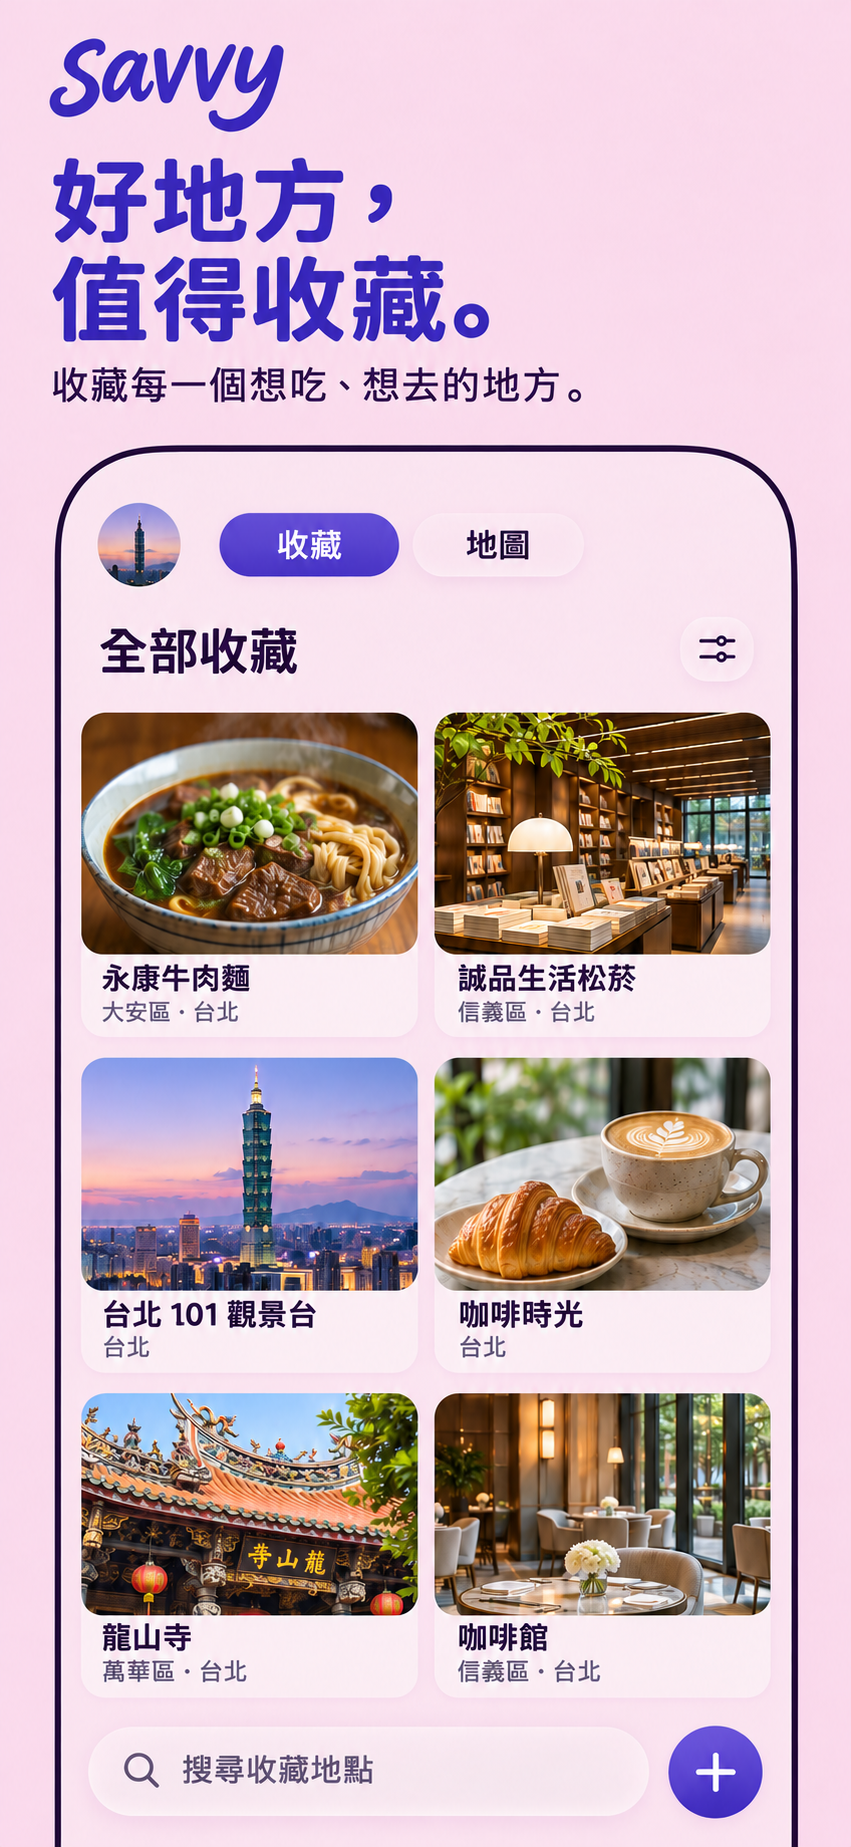 Savvy
好地方，
值得收藏。
收藏每一個想吃、想去的地方。
收藏
地圖
全部收藏
永康牛肉麵
大安區·台北
誠品生活松菸
信義區·台北
台北 101 觀景台
台北
咖啡時光
台北
寺山龍
龍山寺
萬華區·台北
咖啡館
信義區·台北
搜尋收藏地點